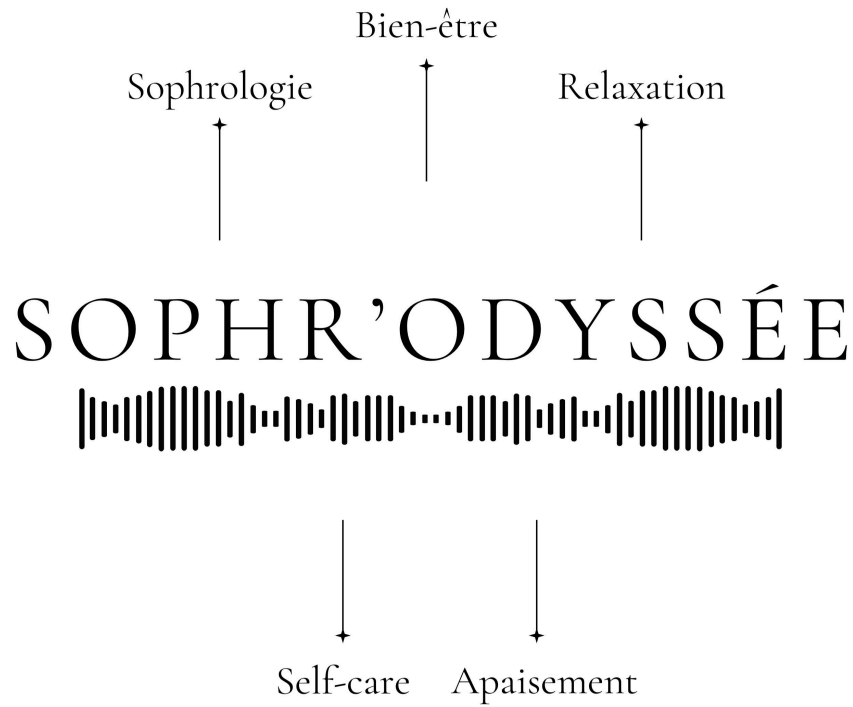 Bien-être
Sophrologie Relaxation
SOPHR’ODYSSÉE
Self-care Apaisement